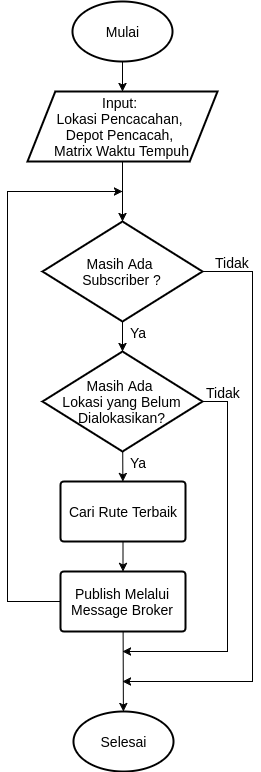 Mulai
Input:
Lokasi Pencacahan,
Depot Pencacah,
Matrix Waktu Tempuh
Masih Ada
Subscriber ?
Tidak
Ya
Masih Ada
Lokasi yang Belum
Dialokasikan?
Tidak
Ya
Cari Rute Terbaik
Publish Melalui
Message Broker
Selesai